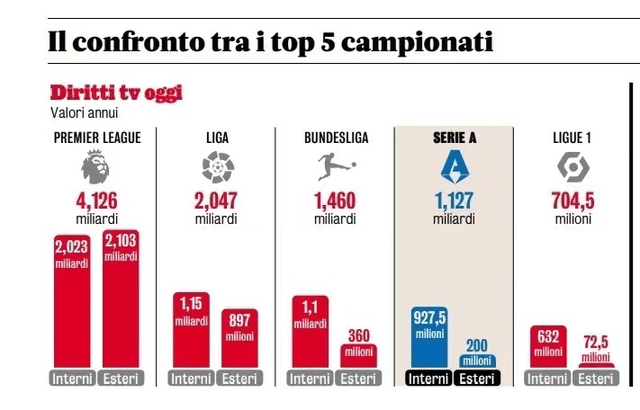 Il confronto tra i top 5 campionati
Diritti tv oggi
Valori annui
PREMIER LEAGUE
4,126
miliardi
2,023
miliardi
2,103
miliardi
Interni
Esteri
LIGA
2,047
miliardi
1,15
miliardi
897
milioni
Interni
Esteri
BUNDESLIGA
1,460
miliardi
1,1
miliardi
360
milioni
Interni
Esteri
SERIE A
1,127
miliardi
927,5
milioni
200
milioni
Interni
Esteri
LIGUE 1
704,5
milioni
632
milioni
72,5
milioni
Interni
Esteri